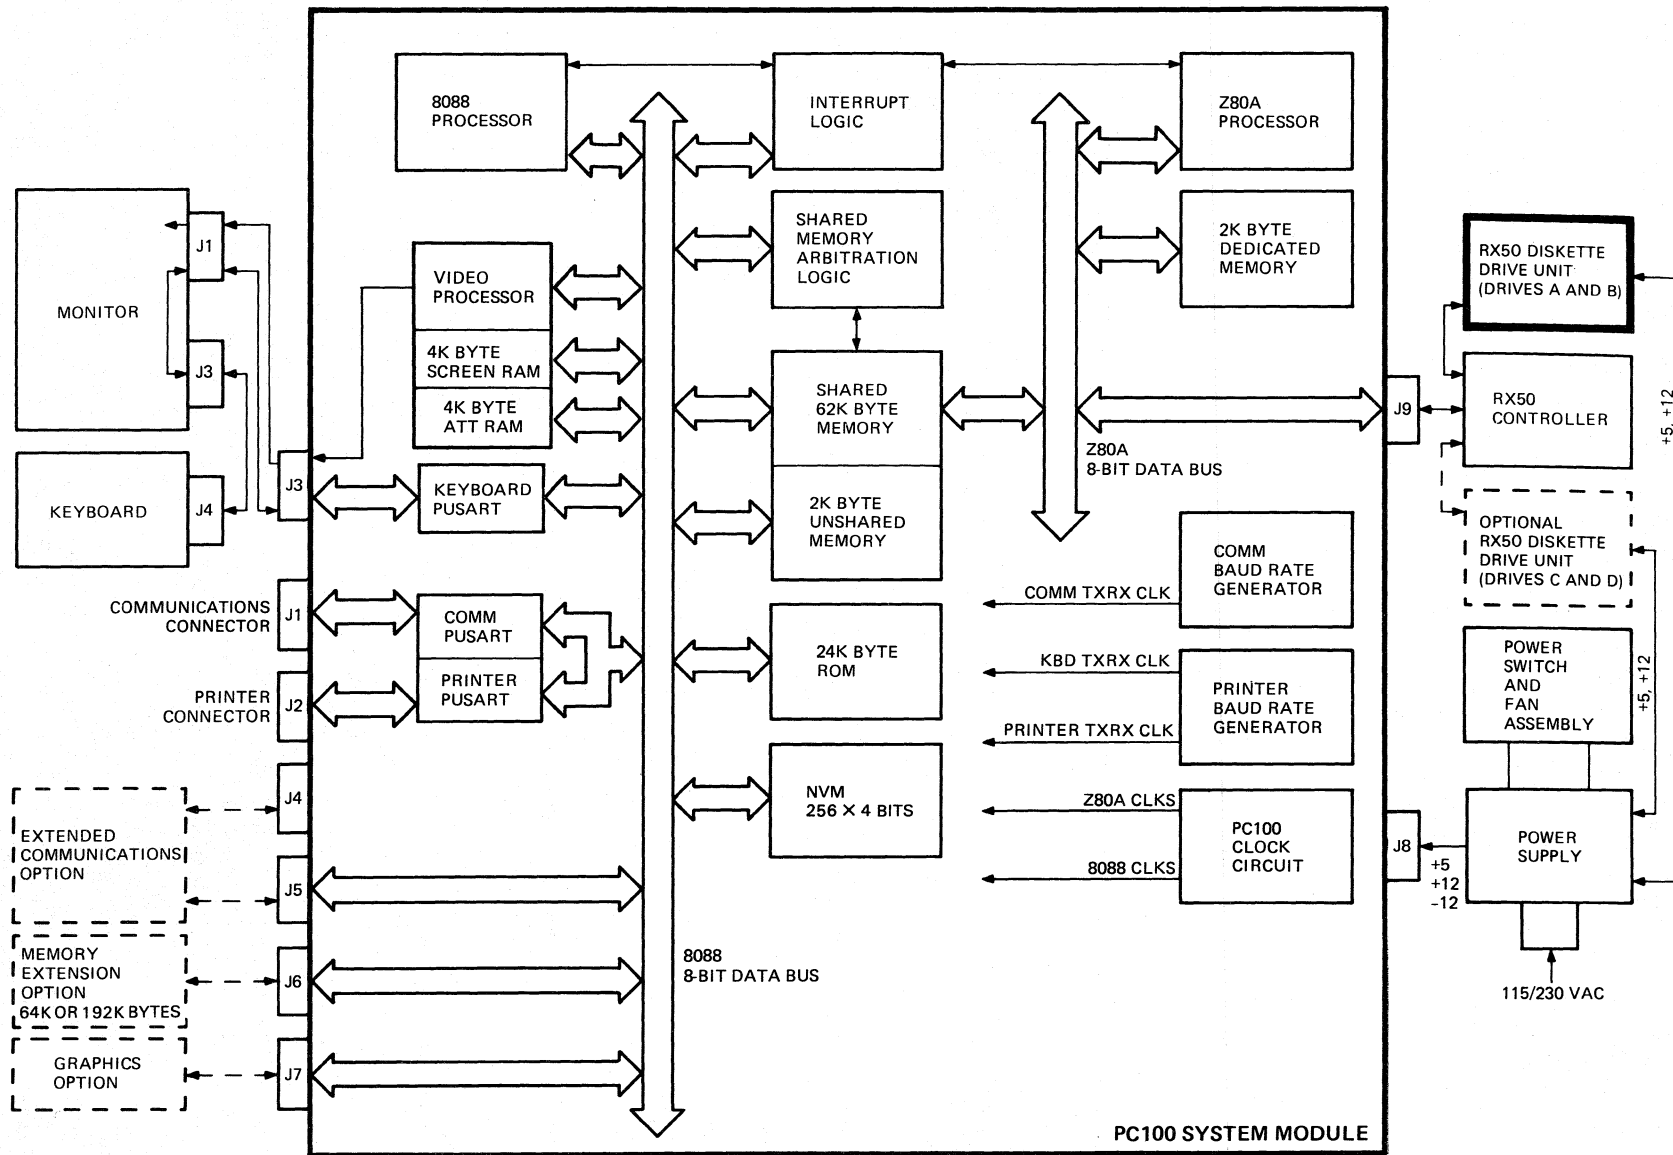 8088
PROCESSOR
INTERRUPT
LOGIC
Z80A
PROCESSOR
MONITOR
J1
J3
KEYBOARD
J4
VIDEO
PROCESSOR
4K BYTE
SCREEN RAM
4K BYTE
ATT RAM
J3
KEYBOARD
PUSART
SHARED
MEMORY
ARBITRATION
LOGIC
SHARED
62K BYTE
MEMORY
2K BYTE
UNSHARED
MEMORY
2K BYTE
DEDICATED
MEMORY
Z80A
8-BIT DATA BUS
J9
RX50 DISKETTE
DRIVE UNIT
(DRIVES A AND B)
RX50
CONTROLLER
+5, +12
OPTIONAL
RX50 DISKETTE
DRIVE UNIT
(DRIVES C AND D)
COMMUNICATIONS
CONNECTOR
J1
COMM
PUSART
PRINTER
CONNECTOR
J2
PRINTER
PUSART
24K BYTE
ROM
NVM
256 X 4 BITS
COMM TXRX CLK
COMM
BAUD RATE
GENERATOR
KBD TXRX CLK
PRINTER TXRX CLK
PRINTER
BAUD RATE
GENERATOR
Z80A CLKS
8088 CLKS
PC100
CLOCK
CIRCUIT
POWER
SWITCH
AND
FAN
ASSEMBLY
+5, +12
J8
+5
+12
-12
POWER
SUPPLY
115/230 VAC
J4
EXTENDED
COMMUNICATIONS
OPTION
J5
MEMORY
EXTENSION
OPTION
64K OR 192K BYTES
J6
GRAPHICS
OPTION
J7
8088
8-BIT DATA BUS
PC100 SYSTEM MODULE